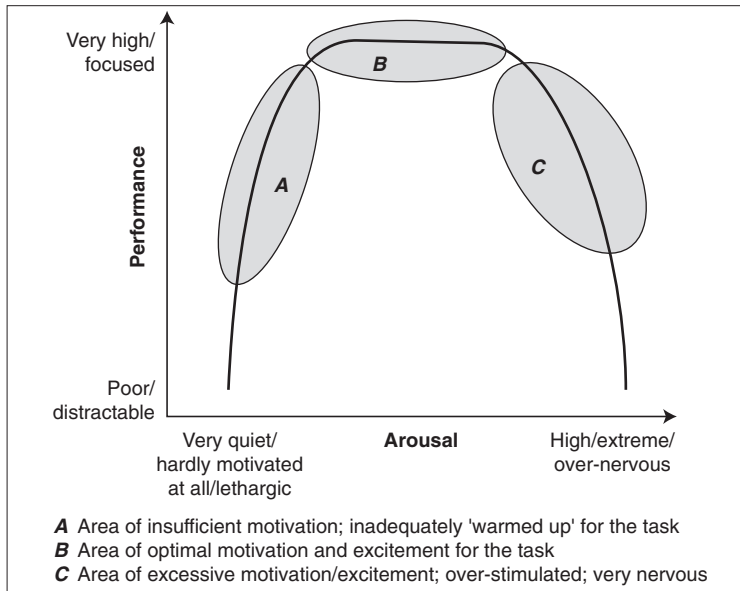 Very high/
focused
B
A
C
Performance
Poor/
distractable
Very quiet/
hardly motivated
at all/lethargic
Arousal
High/extreme/
over-nervous
A Area of insufficient motivation; inadequately 'warmed up' for the task
B Area of optimal motivation and excitement for the task
C Area of excessive motivation/excitement; over-stimulated; very nervous